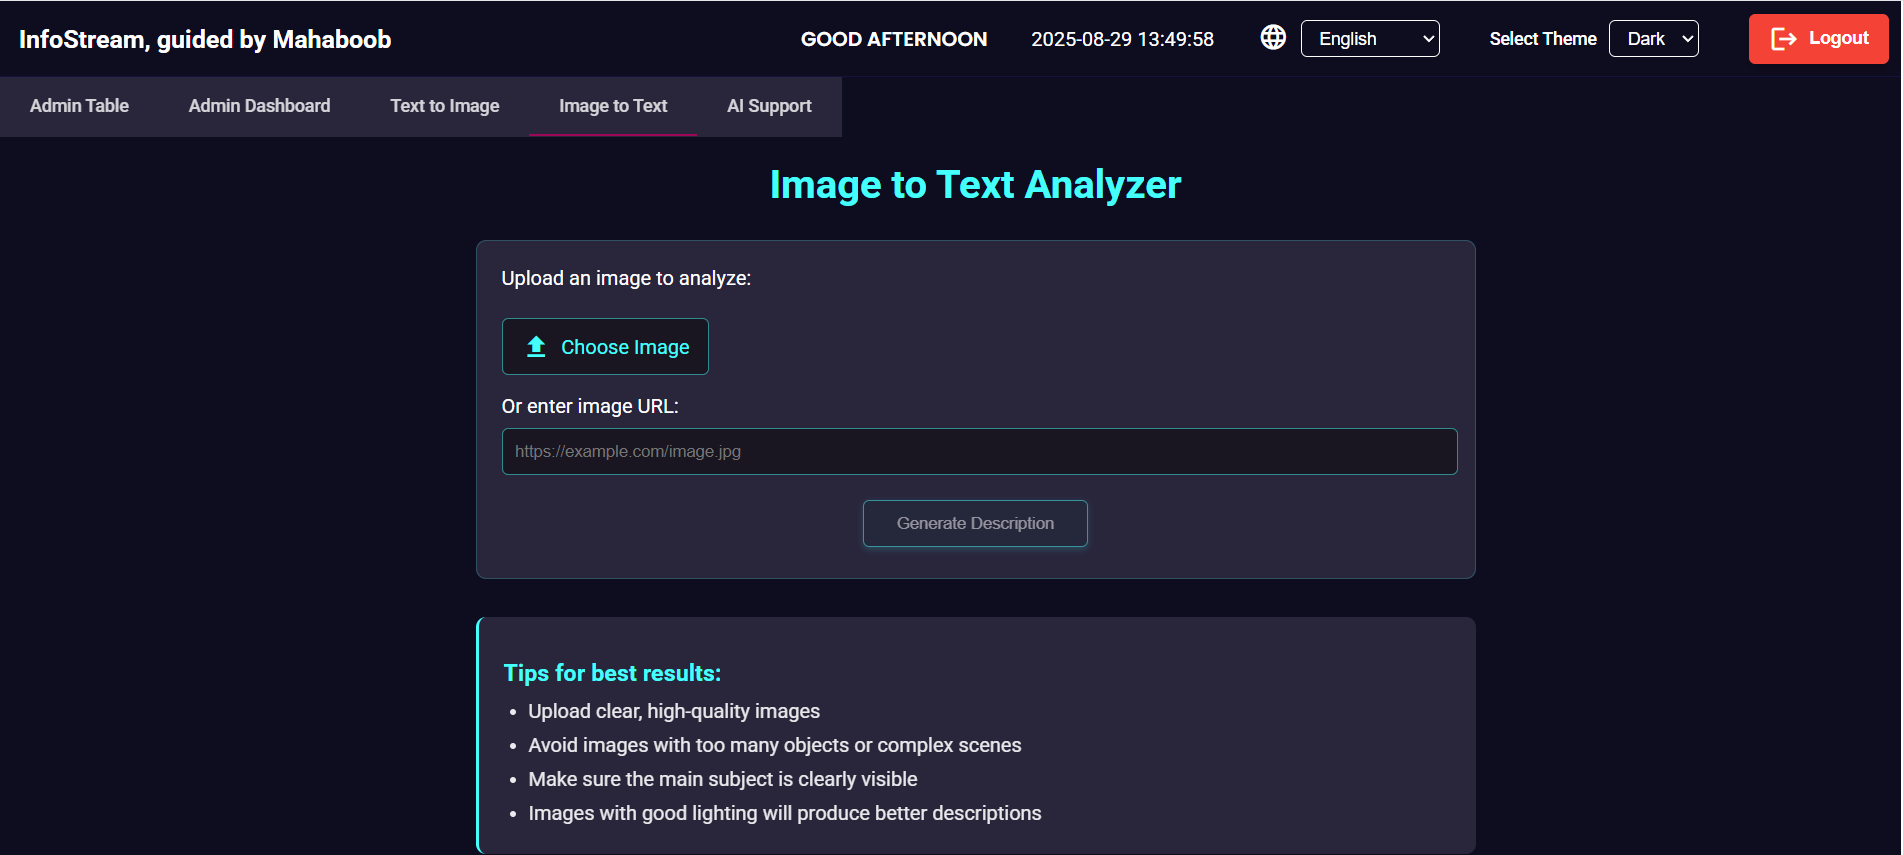 InfoStream, guided by Mahaboob
GOOD AFTERNOON 2025-08-29 13:49:58 English Select Theme Dark Logout
Admin Table Admin Dashboard Text to Image Image to Text AI Support
Image to Text Analyzer
Upload an image to analyze:
Choose Image
Or enter image URL:
https://example.com/image.jpg
Generate Description
Tips for best results:
• Upload clear, high-quality images
• Avoid images with too many objects or complex scenes
• Make sure the main subject is clearly visible
• Images with good lighting will produce better descriptions